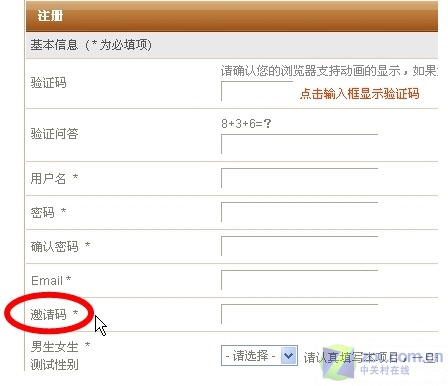 注册
基本信息 ( * 为必填项)
请确认您的浏览器支持动画的显示，如果
验证码
点击输入框显示验证码
验证问答
8+3+6=?
用户名 *
密码 *
确认密码 *
Email *
邀请码 *
男生女生 *
测试性别
- 请选择 -
请认真填写本项目,
中关村在线